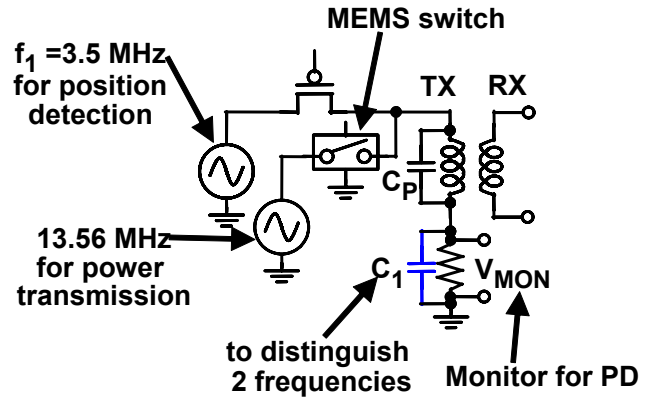 MEMS switch
f1 =3.5 MHz
for position
detection
TX RX
CP
13.56 MHz
for power
transmission
C1
VMON
to distinguish
2 frequencies
Monitor for PD